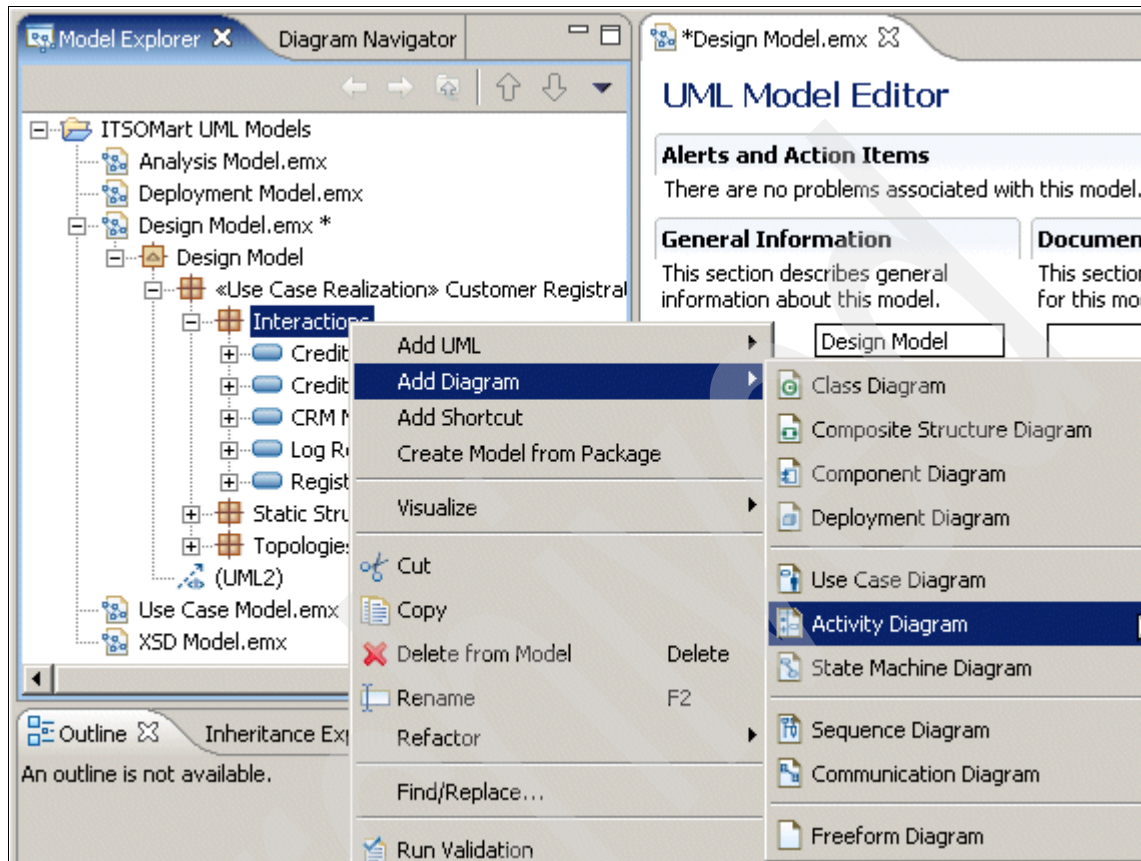 Model Explorer
Diagram Navigator
*Design Model.emx
ITSOMart UML Models
Analysis Model.emx
Deployment Model.emx
Design Model.emx *
Design Model
«Use Case Realization» Customer Registra
Interactions
Credit
Credit
CRM M
Log Re
Regist
Static Stru
Topologies
(UML2)
Use Case Model.emx
XSD Model.emx
Outline
Inheritance Exp
An outline is not available.
UML Model Editor
Alerts and Action Items
There are no problems associated with this model.
General Information
Documen
This section describes general
This section
information about this model.
for this mo
Design Model
Add UML
Add Diagram
Add Shortcut
Create Model from Package
Visualize
Cut
Copy
Delete from Model Delete
Rename F2
Refactor
Find/Replace...
Run Validation
Class Diagram
Composite Structure Diagram
Component Diagram
Deployment Diagram
Use Case Diagram
Activity Diagram
State Machine Diagram
Sequence Diagram
Communication Diagram
Freeform Diagram